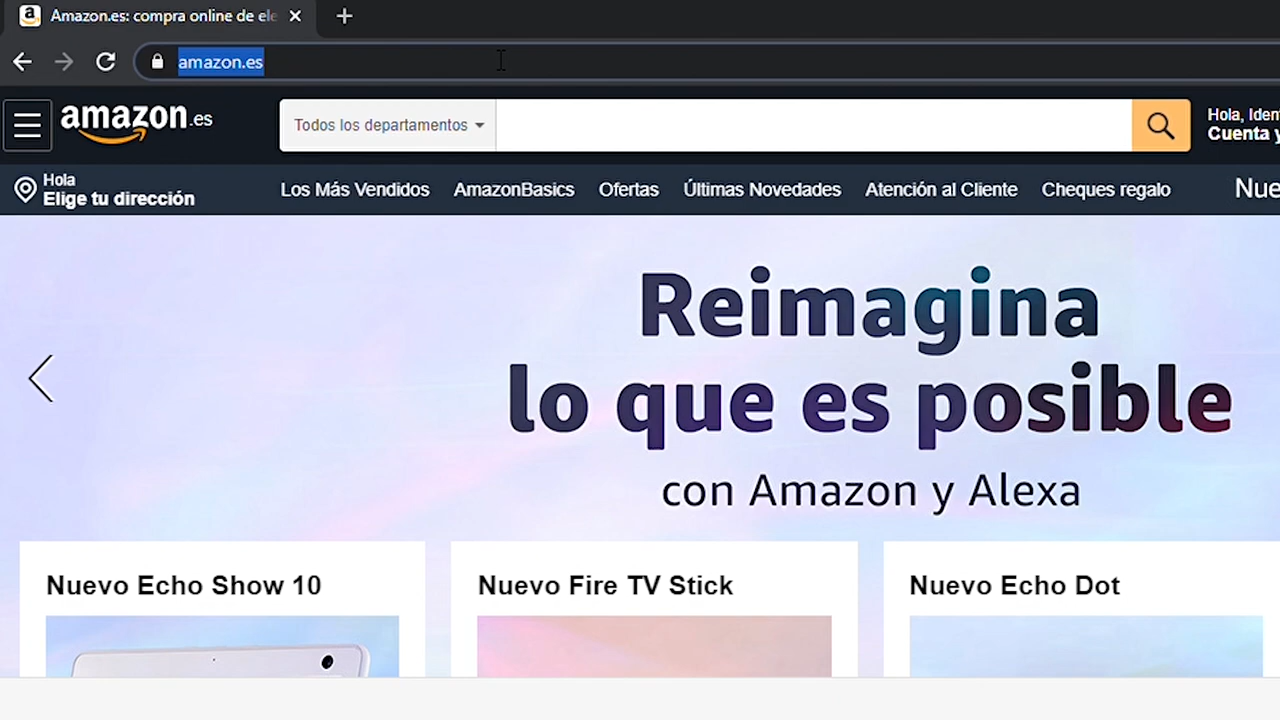 Amazon.es: compra online de ele
amazon.es
amazon.es
Todos los departamentos
Hola, Iden
Cuenta y
Hola
Elige tu dirección
Los Más Vendidos
AmazonBasics
Ofertas
Últimas Novedades
Atención al Cliente
Cheques regalo
Nue
Reimagina
lo que es posible
con Amazon y Alexa
Nuevo Echo Show 10
Nuevo Fire TV Stick
Nuevo Echo Dot